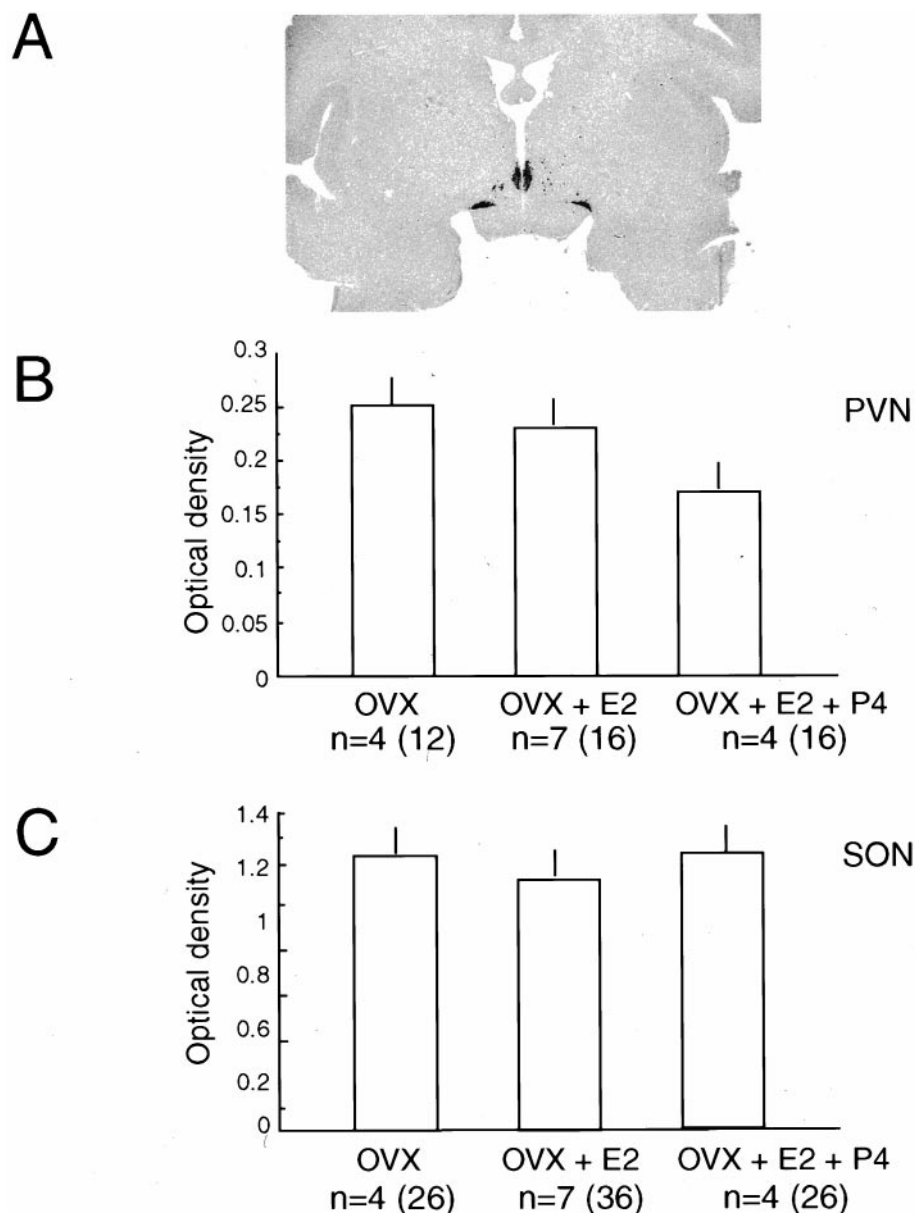 A
B
0.3
0.25
0.2
0.15
0.1
0.05
0
Optical density
PVN
OVX
OVX + E2
OVX + E2 + P4
n=4 (12)
n=7 (16)
n=4 (16)
C
1.4
1.2
1
0.8
0.6
0.2
0
Optical density
SON
OVX
OVX + E2
OVX + E2 + P4
n=4 (26)
n=7 (36)
n=4 (26)